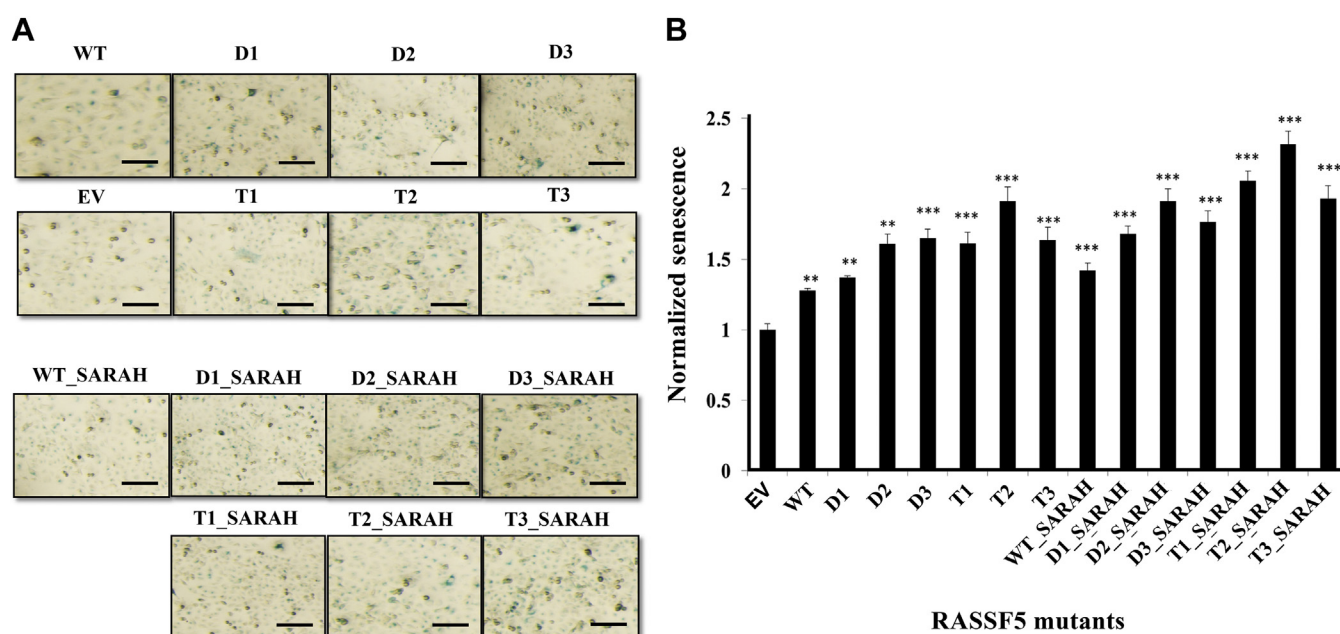 A
WT D1 D2 D3
EV T1 T2 T3
WT_SARAH D1_SARAH D2_SARAH D3_SARAH
T1_SARAH T2_SARAH T3_SARAH
B
Normalized senescence
2.5
2
1.5
1
0.5
0
** ** ** *** *** *** *** *** *** *** *** *** *** ***
EV WT D1 D2 D3 T1 T2 T3 WT_SARAH D1_SARAH D2_SARAH D3_SARAH T1_SARAH T2_SARAH T3_SARAH
RASSF5 mutants